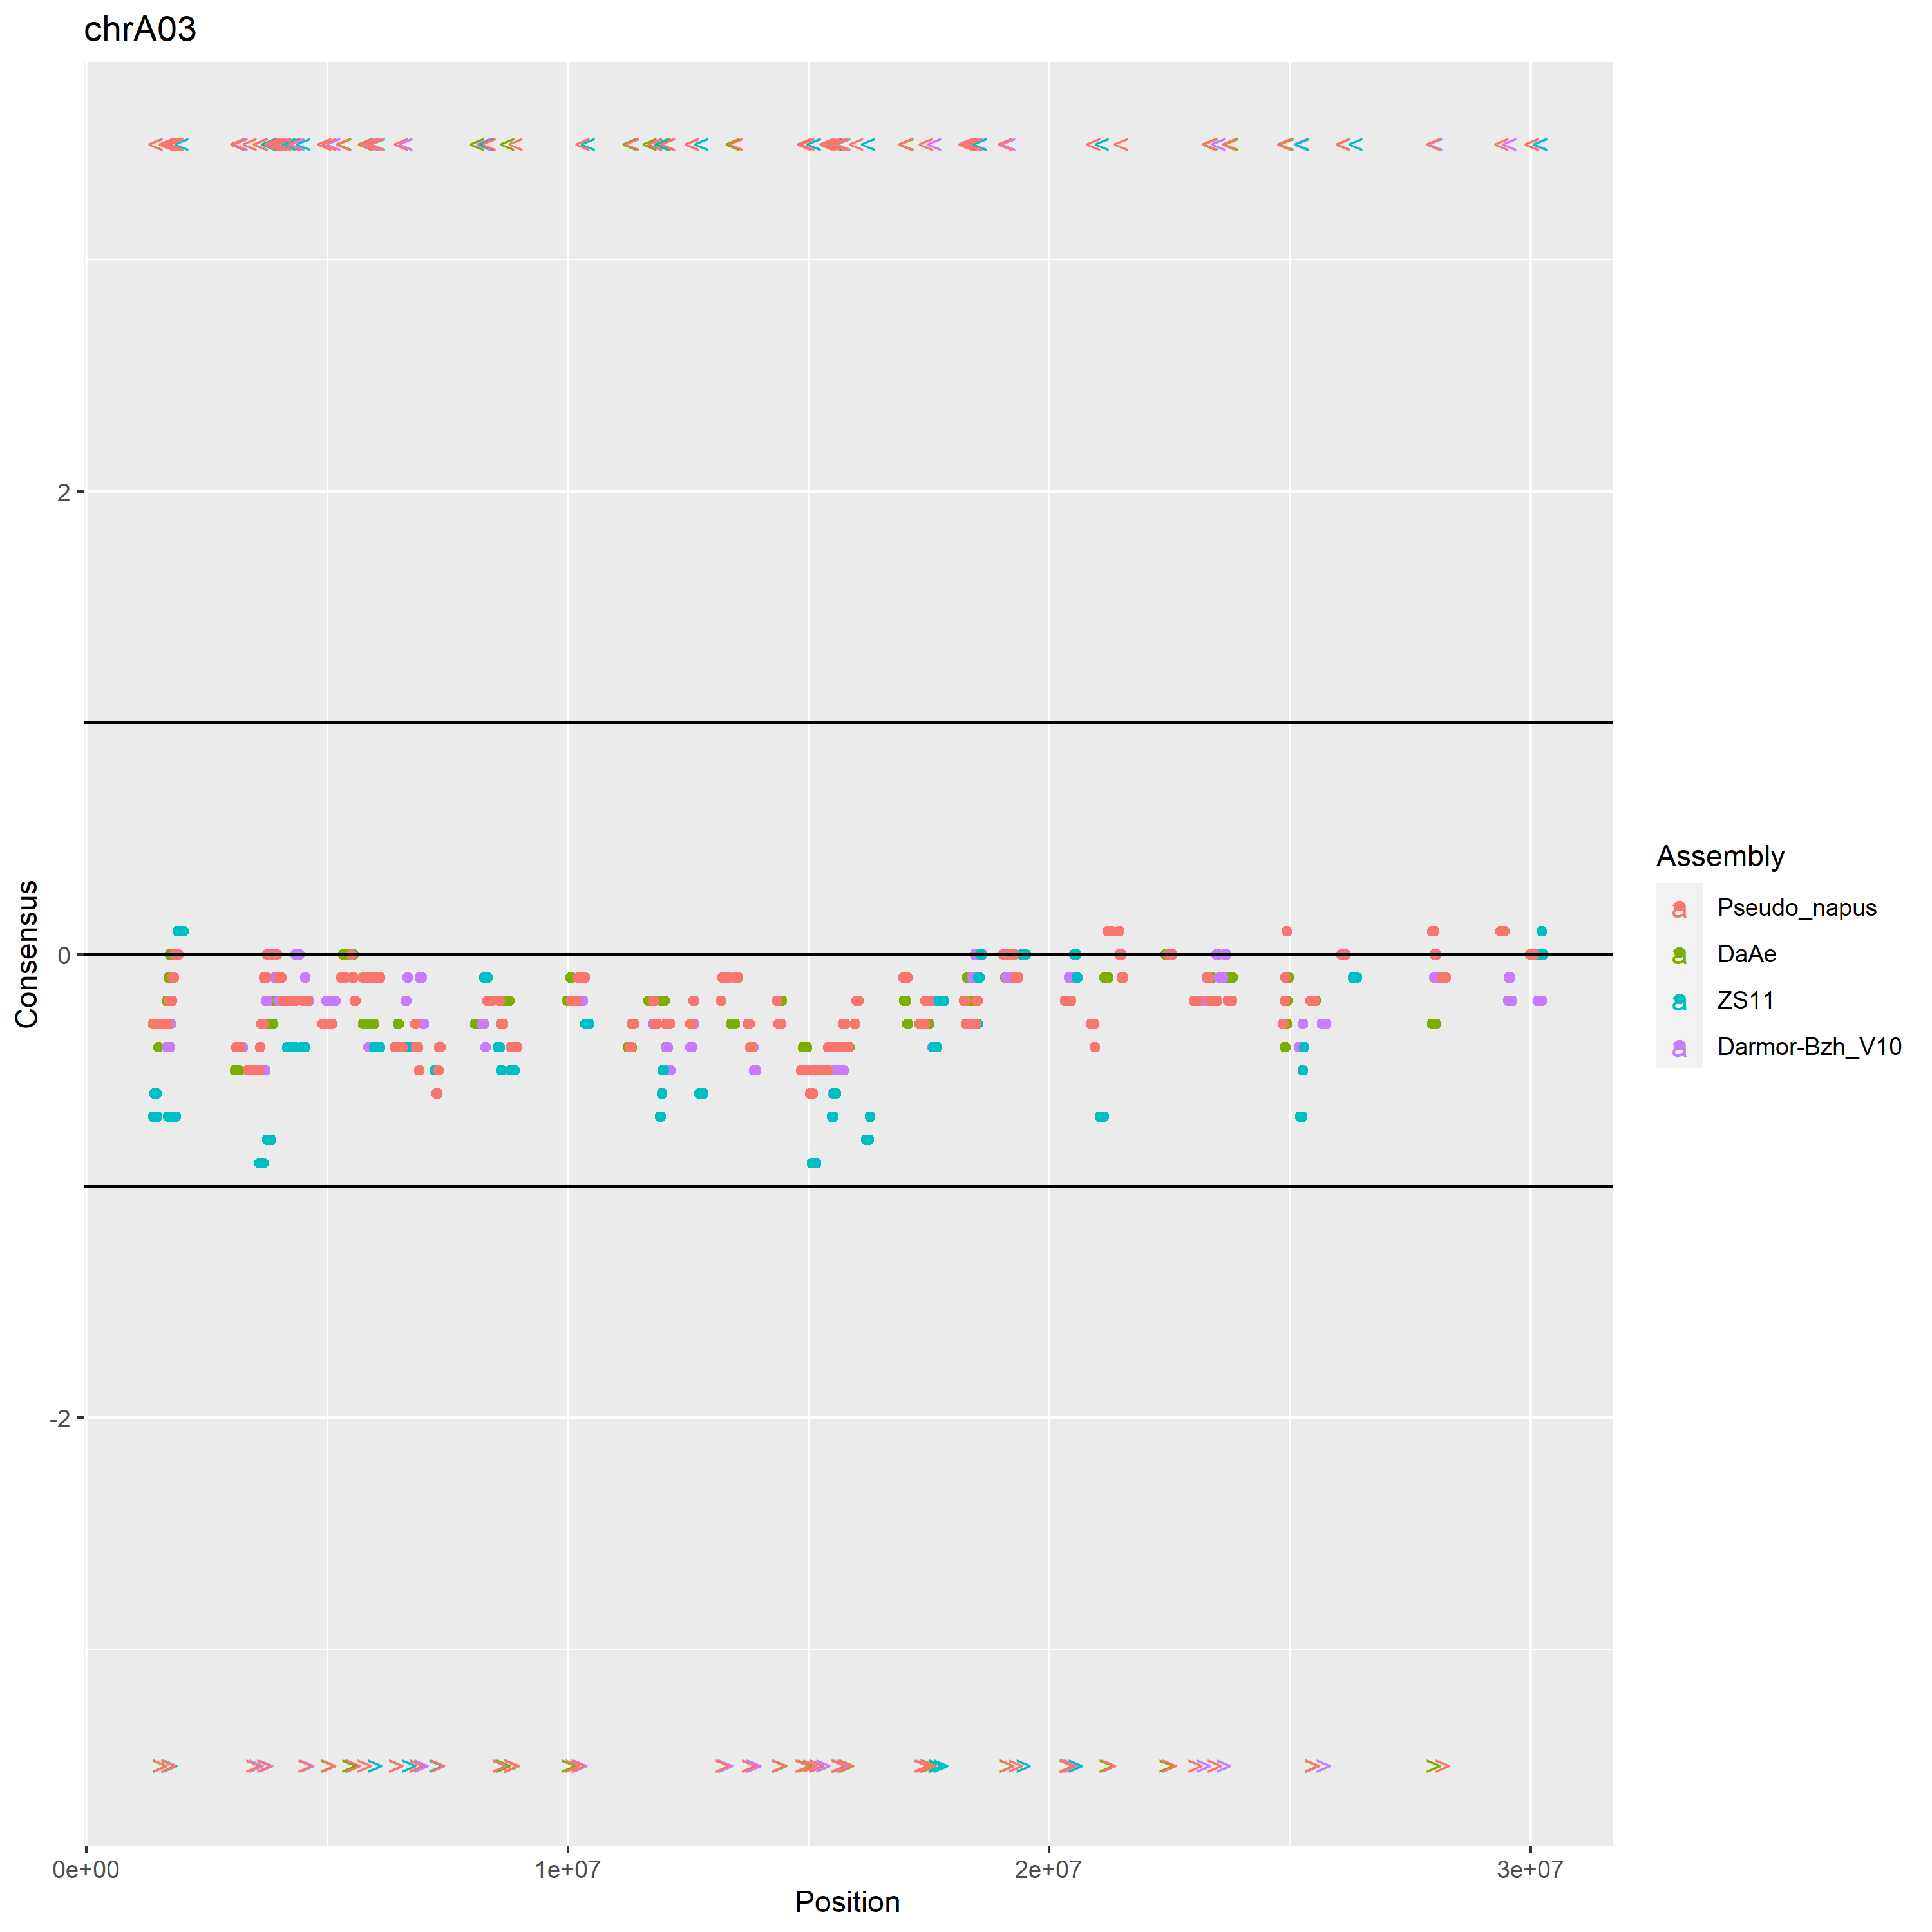 chrA03
2
0
-2
Consensus
0e+00
1e+07
2e+07
3e+07
Position
Assembly
a Pseudo_napus
a DaAe
a ZS11
a Darmor-Bzh_V10